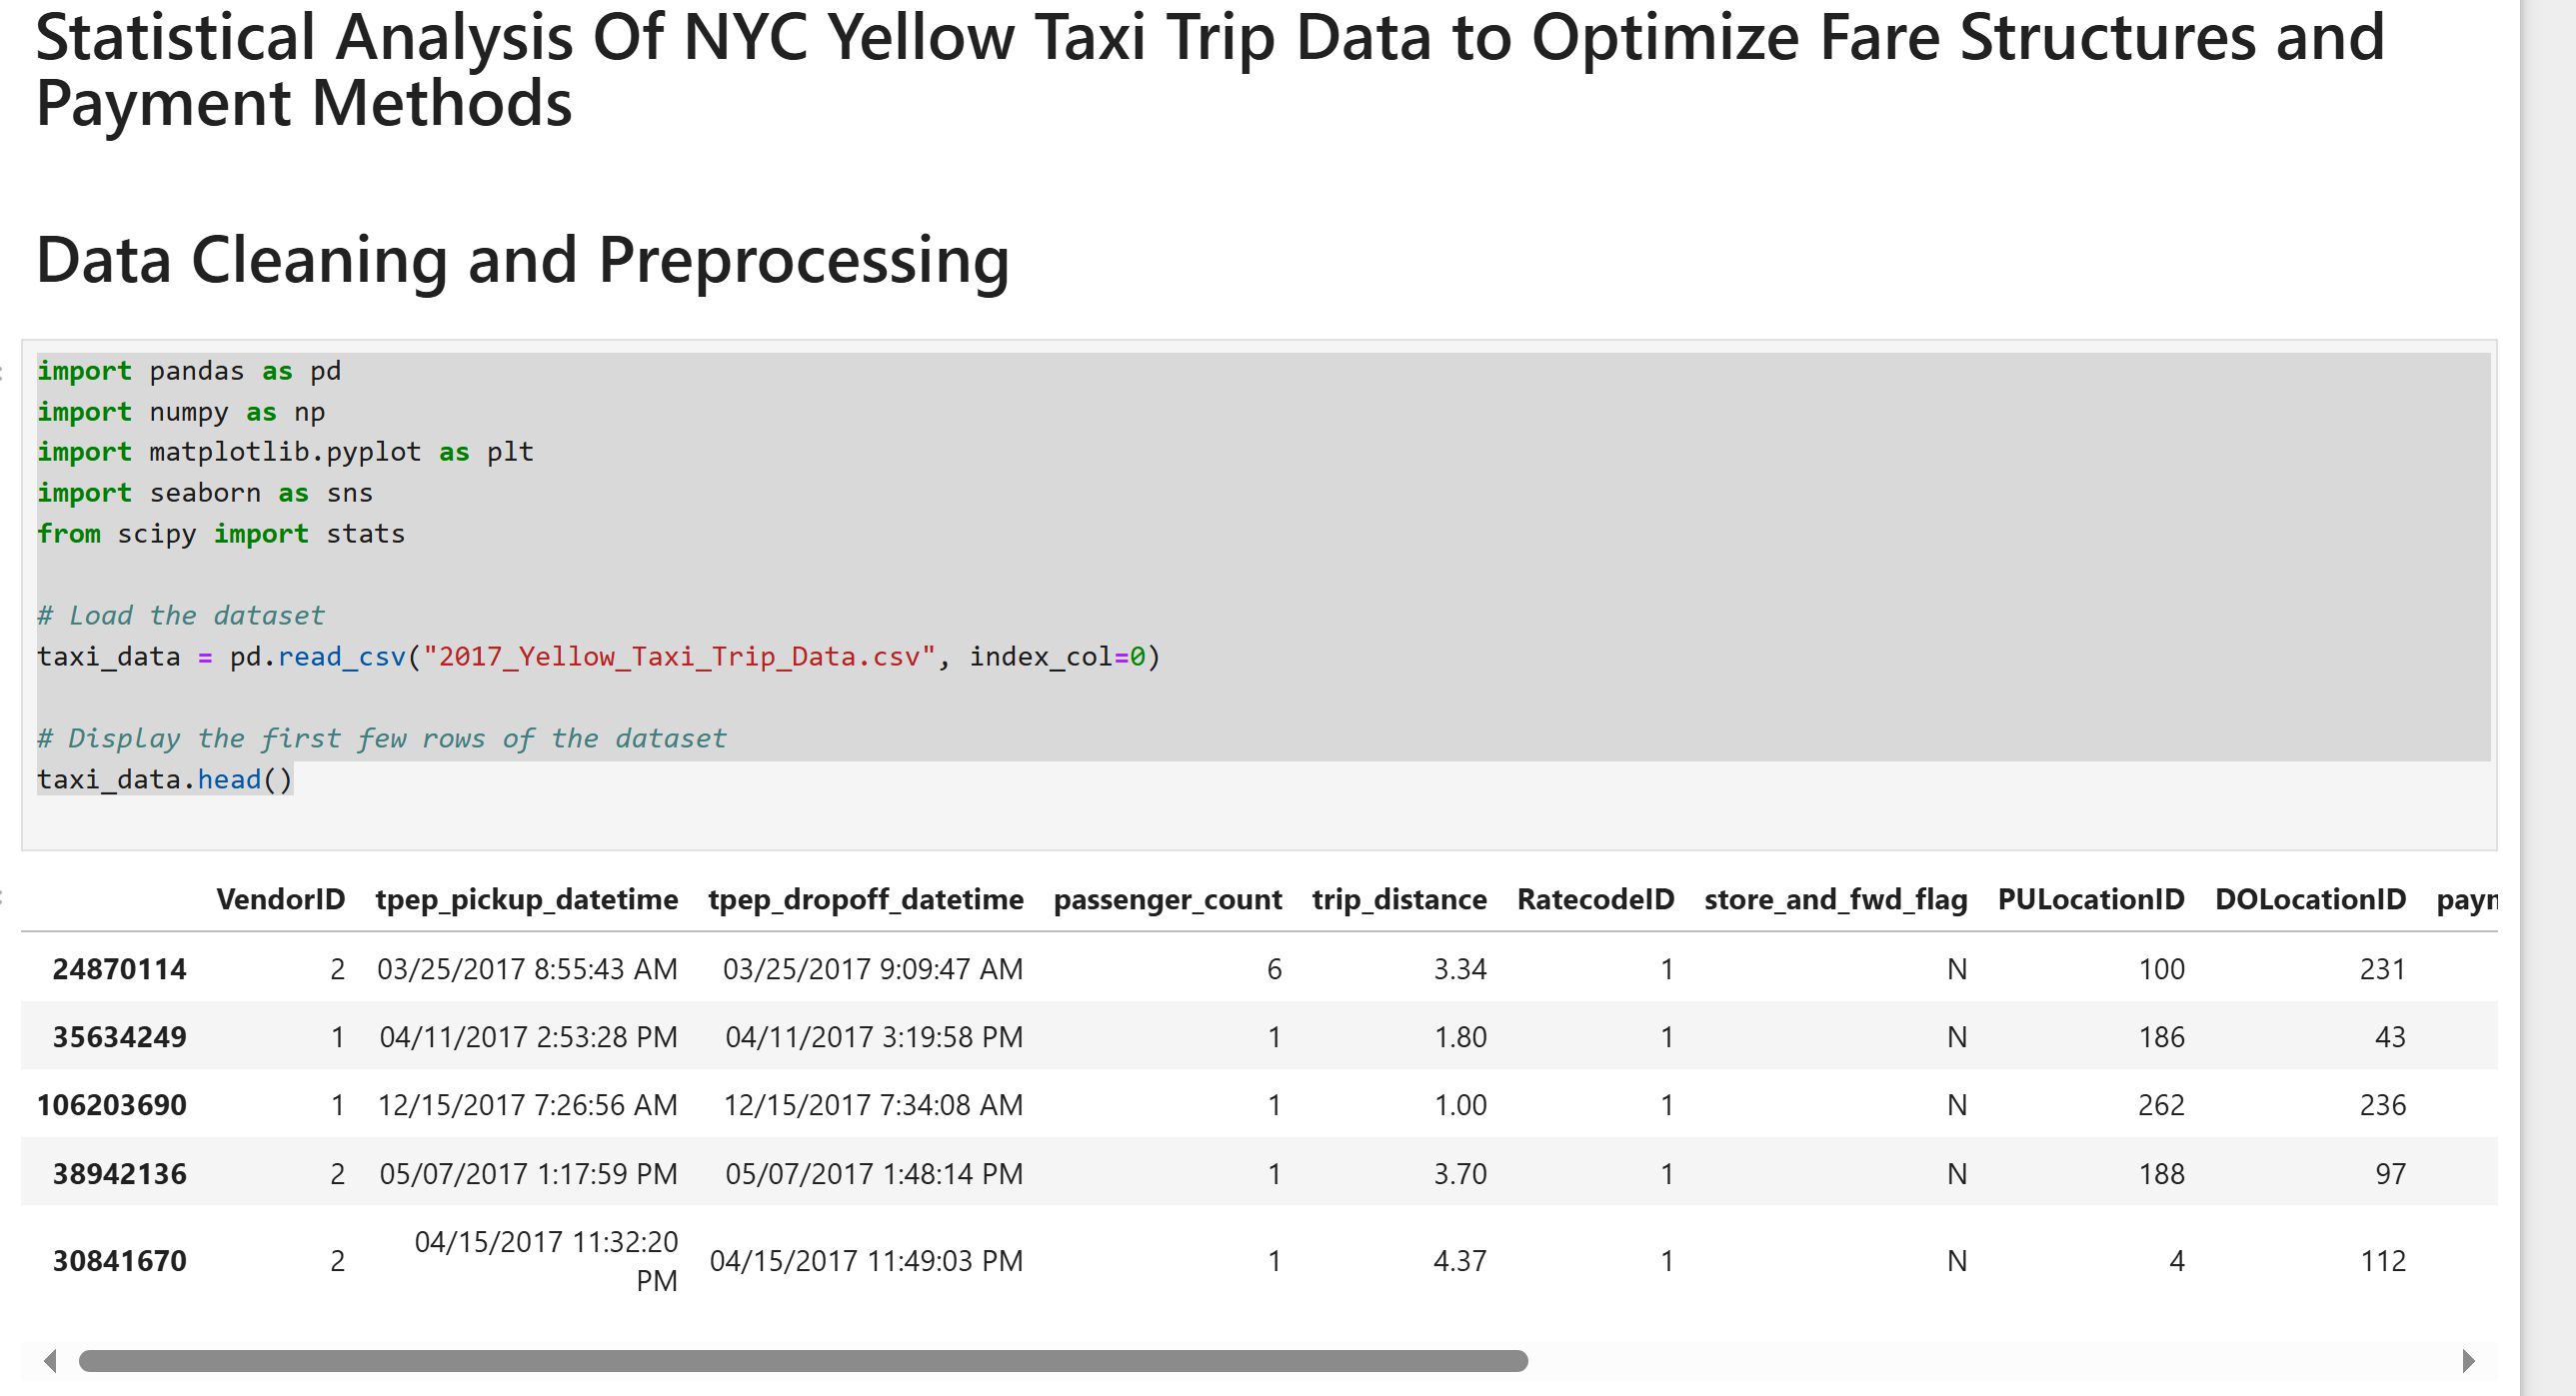 Statistical Analysis Of NYC Yellow Taxi Trip Data to Optimize Fare Structures and
Payment Methods
Data Cleaning and Preprocessing
import pandas as pd
import numpy as np
import matplotlib.pyplot as plt
import seaborn as sns
from scipy import stats
# Load the dataset
taxi_data = pd.read_csv("2017_Yellow_Taxi_Trip_Data.csv", index_col=0)
# Display the first few rows of the dataset
taxi_data.head()
VendorID tpep_pickup_datetime tpep_dropoff_datetime passenger_count trip_distance RatecodeID store_and_fwd_flag PULocationID DOLocationID
24870114 2 03/25/2017 8:55:43 AM 03/25/2017 9:09:47 AM 6 3.34 1 N 100 231
35634249 1 04/11/2017 2:53:28 PM 04/11/2017 3:19:58 PM 1 1.80 1 N 186 43
106203690 1 12/15/2017 7:26:56 AM 12/15/2017 7:34:08 AM 1 1.00 1 N 262 236
38942136 2 05/07/2017 1:17:59 PM 05/07/2017 1:48:14 PM 1 3.70 1 N 188 97
30841670 2 04/15/2017 11:32:20 PM 04/15/2017 11:49:03 PM 1 4.37 1 N 4 112